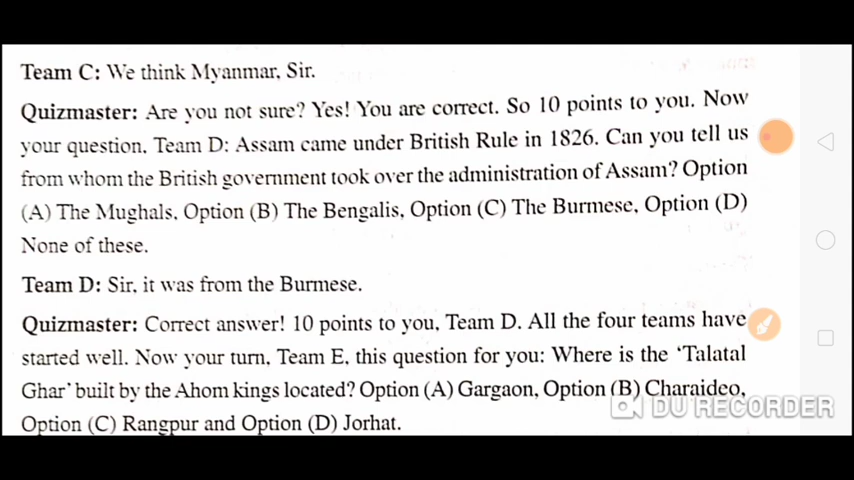 Team C: We think Myanmar, Sir.
Quizmaster: Are you not sure? Yes! You are correct. So 10 points to you. Now
your question, Team D: Assam came under British Rule in 1826. Can you tell us
from whom the British government took over the administration of Assam? Option
(A) The Mughals, Option (B) The Bengalis, Option (C) The Burmese, Option (D)
None of these.
Team D: Sir, it was from the Burmese.
Quizmaster: Correct answer! 10 points to you, Team D. All the four teams have
started well. Now your turn, Team E, this question for you: Where is the 'Talatal
Ghar' built by the Ahom kings located? Option (A) Gargaon, Option (B) Charaideo,
Option (C) Rangpur and Option (D) Jorhat.
DU RECORDER